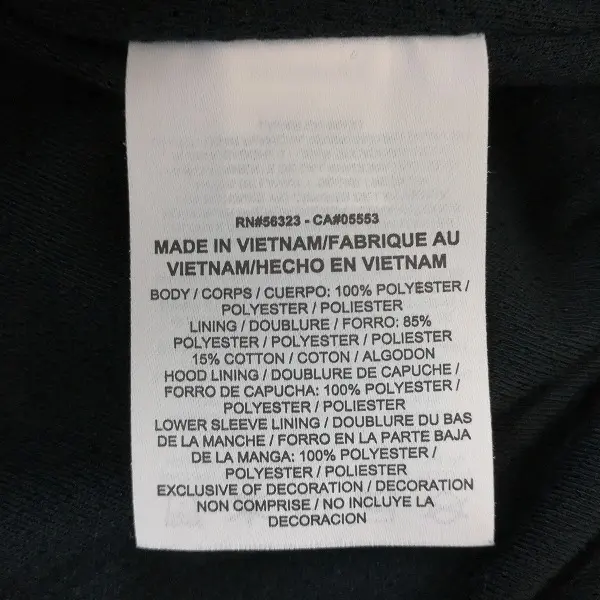 RN#56323 - CA#05553
MADE IN VIETNAM/FABRIQUE AU
VIETNAM/HECHO EN VIETNAM
BODY / CORPS / CUERPO: 100% POLYESTER /
POLYESTER / POLIESTER
LINING / DOUBLURE / FORRO: 85%
POLYESTER / POLYESTER / POLIESTER
15% COTTON / COTON / ALGODON
HOOD LINING / DOUBLURE DE CAPUCHE /
FORRO DE CAPUCHA: 100% POLYESTER /
POLYESTER / POLIESTER
LOWER SLEEVE LINING / DOUBLURE DU BAS
DE LA MANCHE / FORRO EN LA PARTE BAJA
DE LA MANGA: 100% POLYESTER /
POLYESTER / POLIESTER
EXCLUSIVE OF DECORATION / DECORATION
NON COMPRISE / NO INCLUYE LA
DECORACION